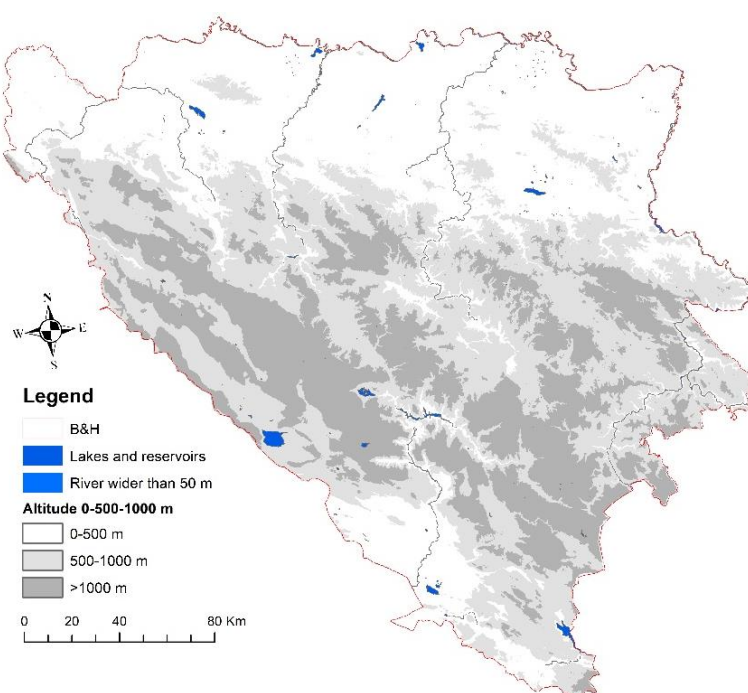 N
W E
S
Legend
B&H
Lakes and reservoirs
River wider than 50 m
Altitude 0-500-1000 m
0-500 m
500-1000 m
>1000 m
0 20 40 80 Km